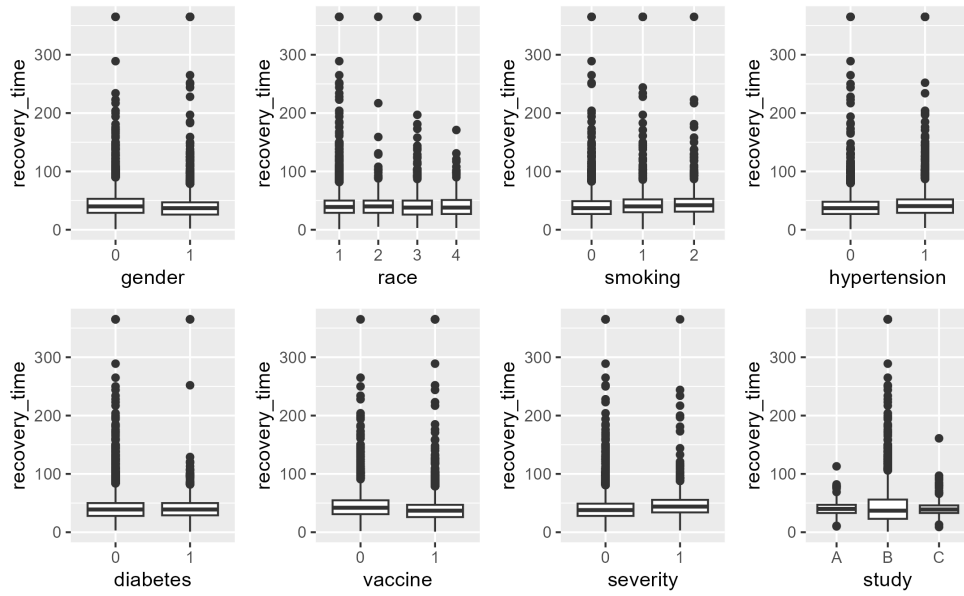 recovery_time
300
200
100
0
0 1
gender
recovery_time
300
200
100
0
1 2 3 4
race
recovery_time
300
200
100
0
0 1 2
smoking
recovery_time
300
200
100
0
0 1
hypertension
recovery_time
300
200
100
0
0 1
diabetes
recovery_time
300
200
100
0
0 1
vaccine
recovery_time
300
200
100
0
0 1
severity
recovery_time
300
200
100
0
A B C
study